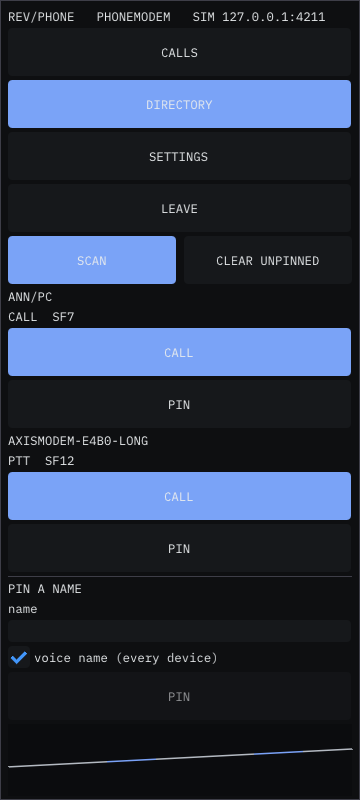 REV/PHONE   PHONEMODEM   SIM 127.0.0.1:4211
CALLS
DIRECTORY
SETTINGS
LEAVE
SCAN   CLEAR UNPINNED
ANN/PC
CALL  SF7
CALL
PIN
AXISMODEM-E4B0-LONG
PTT  SF12
CALL
PIN
PIN A NAME
name
voice name (every device)
PIN